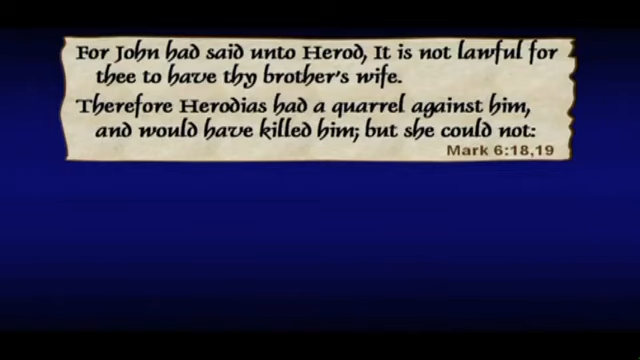 For John had said unto Herod, It is not lawful for
thee to have thy brother's wife.
Therefore Herodias had a quarrel against him,
and would have killed him; but she could not:
Mark 6:18,19